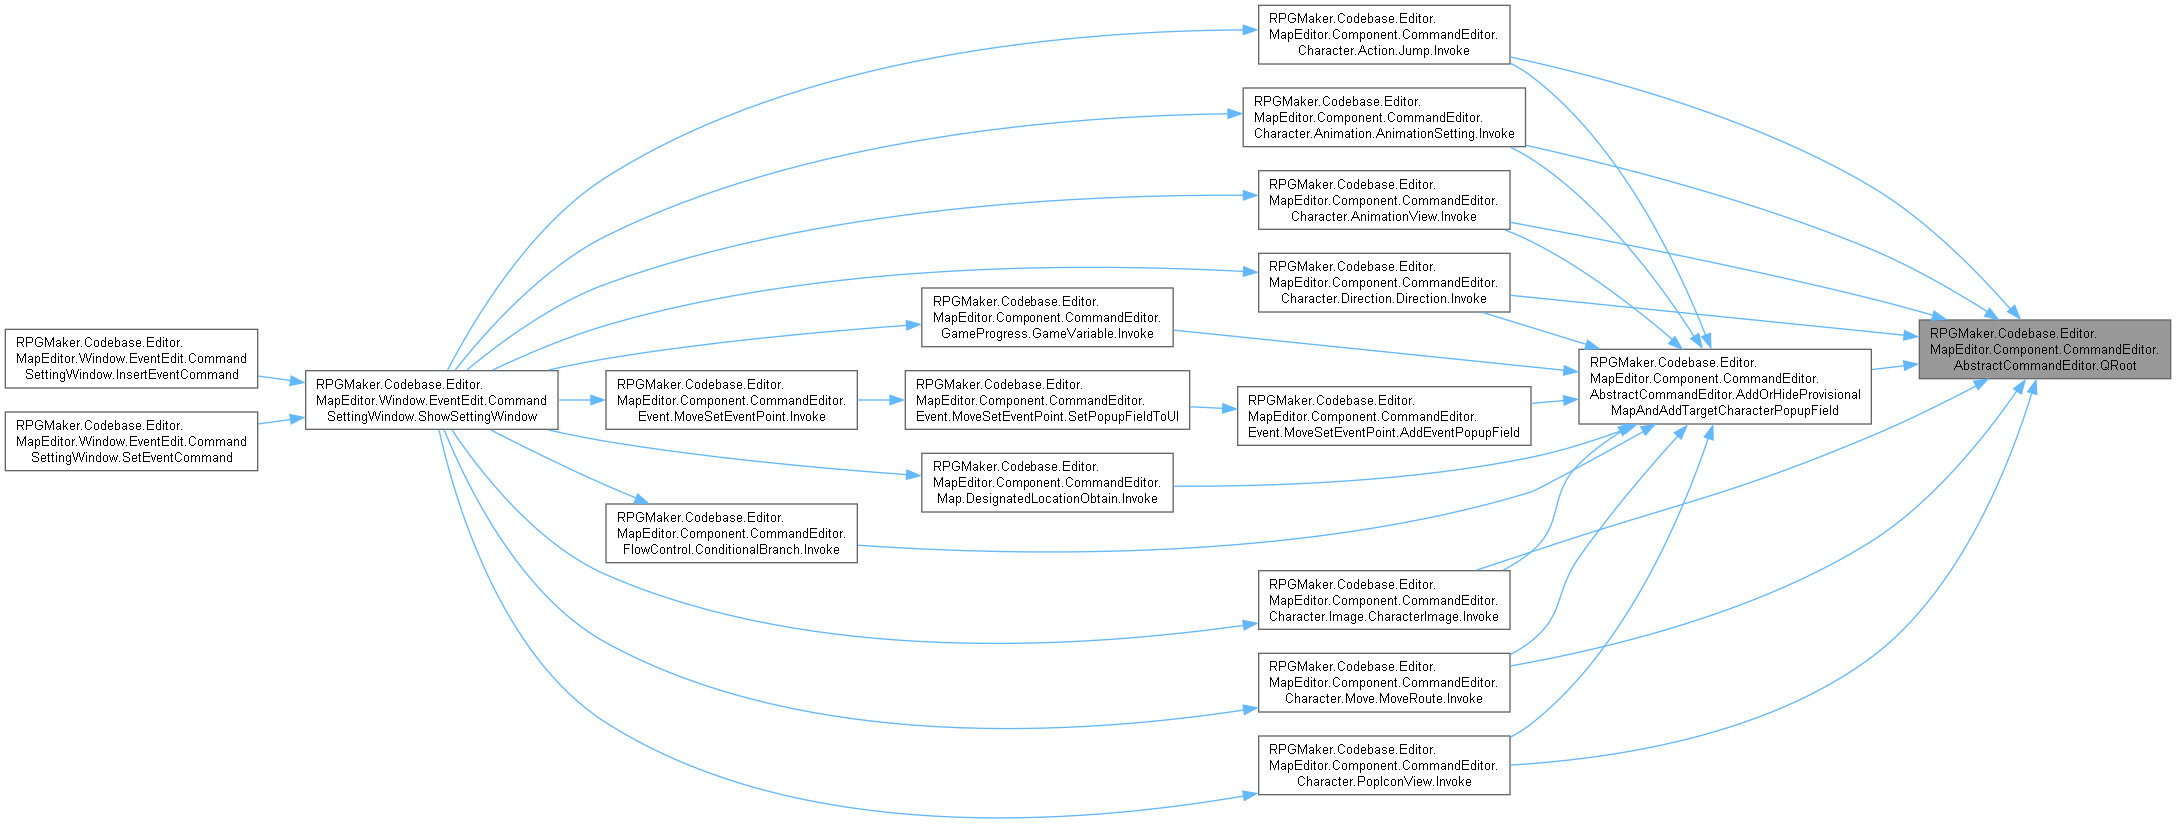 RPGMaker.Codebase.Editor.
MapEditor.Component.CommandEditor.
Character.Action.Jump.Invoke
RPGMaker.Codebase.Editor.
MapEditor.Component.CommandEditor.
Character.Animation.AnimationSetting.Invoke
RPGMaker.Codebase.Editor.
MapEditor.Component.CommandEditor.
Character.AnimationView.Invoke
RPGMaker.Codebase.Editor.
MapEditor.Component.CommandEditor.
Character.Direction.Direction.Invoke
RPGMaker.Codebase.Editor.
MapEditor.Component.CommandEditor.
GameProgress.GameVariable.Invoke
RPGMaker.Codebase.Editor.
MapEditor.Window.EventEdit.Command
SettingWindow.InsertEventCommand
RPGMaker.Codebase.Editor.
MapEditor.Window.EventEdit.Command
SettingWindow.SetEventCommand
RPGMaker.Codebase.Editor.
MapEditor.Window.EventEdit.Command
SettingWindow.ShowSettingWindow
RPGMaker.Codebase.Editor.
MapEditor.Component.CommandEditor.
Event.MoveSetEventPoint.Invoke
RPGMaker.Codebase.Editor.
MapEditor.Component.CommandEditor.
Event.MoveSetEventPoint.SetPopupFieldToUI
RPGMaker.Codebase.Editor.
MapEditor.Component.CommandEditor.
Event.MoveSetEventPoint.AddEventPopupField
RPGMaker.Codebase.Editor.
MapEditor.Component.CommandEditor.
AbstractCommandEditor.AddOrHideProvisional
MapAndAddTargetCharacterPopupField
RPGMaker.Codebase.Editor.
MapEditor.Component.CommandEditor.
AbstractCommandEditor.QRoot
RPGMaker.Codebase.Editor.
MapEditor.Component.CommandEditor.
Map.DesignatedLocationObtain.Invoke
RPGMaker.Codebase.Editor.
MapEditor.Component.CommandEditor.
FlowControl.ConditionalBranch.Invoke
RPGMaker.Codebase.Editor.
MapEditor.Component.CommandEditor.
Character.Image.CharacterImage.Invoke
RPGMaker.Codebase.Editor.
MapEditor.Component.CommandEditor.
Character.Move.MoveRoute.Invoke
RPGMaker.Codebase.Editor.
MapEditor.Component.CommandEditor.
Character.PopIconView.Invoke